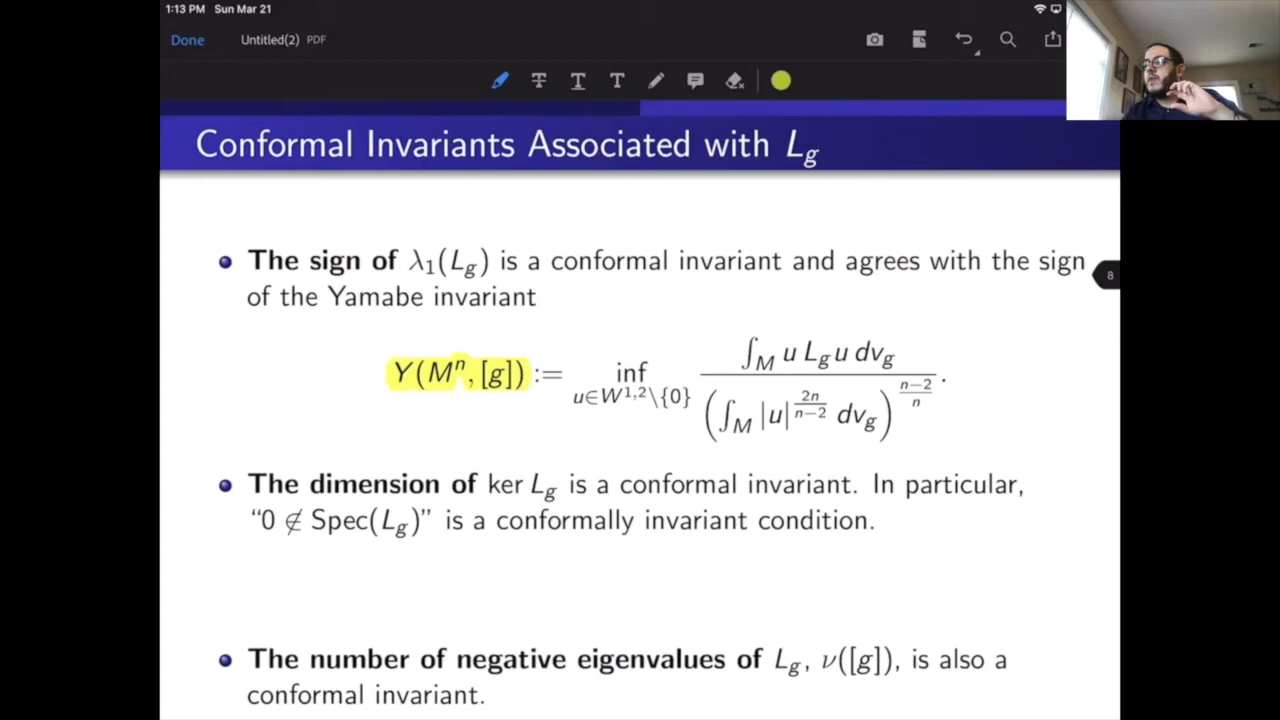 1:13 PM Sun Mar 21
Done Untitled(2) PDF
Conformal Invariants Associated with L_g
The sign of λ₁(L_g) is a conformal invariant and agrees with the sign
8
of the Yamabe invariant
Y(Mⁿ, [g]) := inf_{u∈W^{1,2}\{0}} ∫_M u L_g u dv_g / (∫_M |u|^{2n/(n−2)} dv_g)^{(n−2)/n}.
The dimension of ker L_g is a conformal invariant. In particular,
“0 ∉ Spec(L_g)” is a conformally invariant condition.
The number of negative eigenvalues of L_g, ν([g]), is also a
conformal invariant.